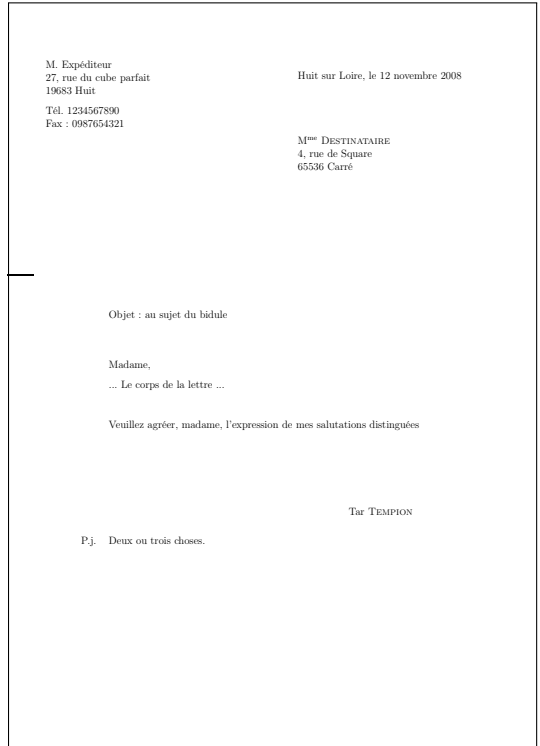 M. Expéditeur
27, rue du cube parfait
19683 Huit
Tél. 1234567890
Fax : 0987654321
Huit sur Loire, le 12 novembre 2008
Mme Destinataire
4, rue de Square
65536 Carré
Objet : au sujet du bidule
Madame,
... Le corps de la lettre ...
Veuillez agréer, madame, l'expression de mes salutations distinguées
Tar Tempion
P.j. Deux ou trois choses.